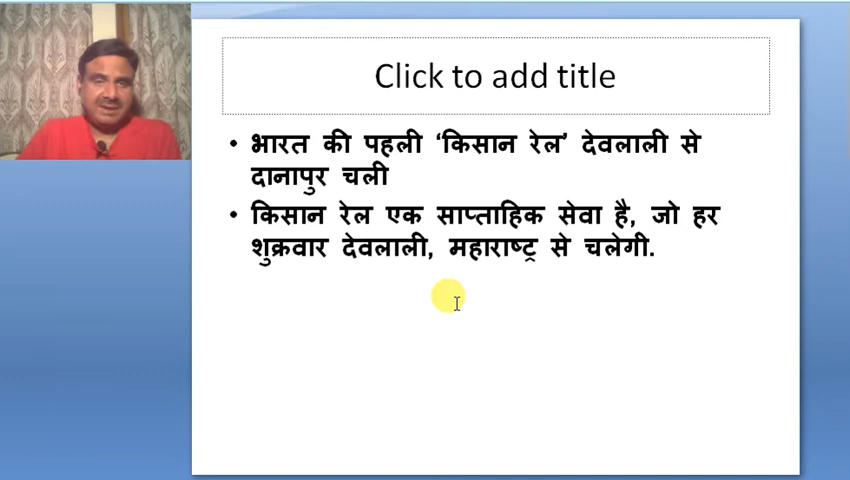 Click to add title
• भारत की पहली ‘किसान रेल’ देवलाली से
दानापुर चली
• किसान रेल एक साप्ताहिक सेवा है, जो हर
शुक्रवार देवलाली, महाराष्ट्र से चलेगी.